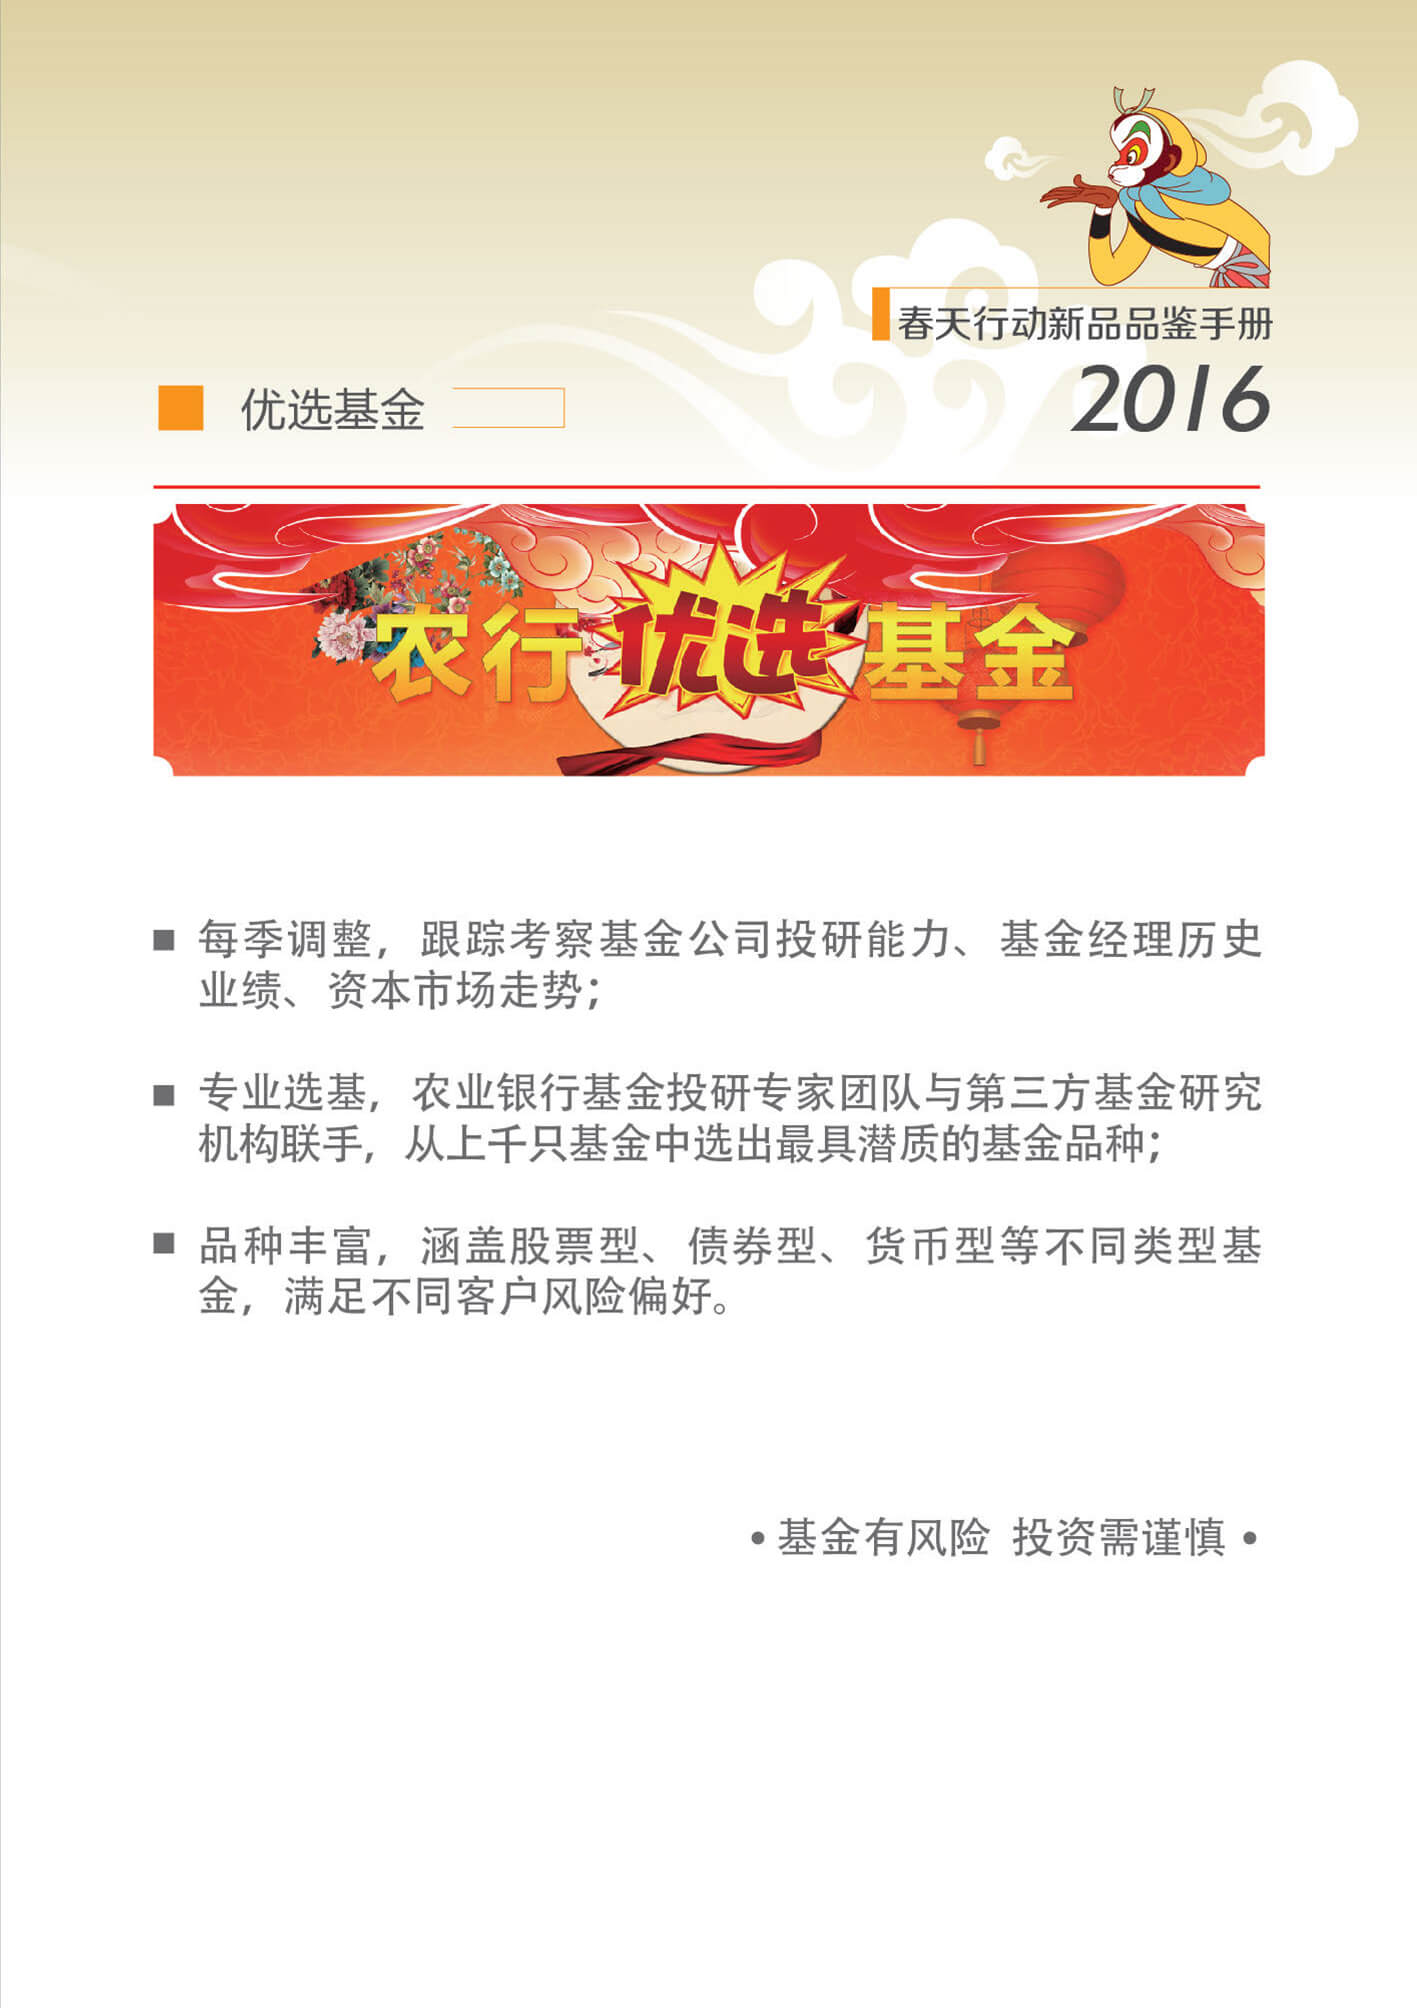 春天行动新品品鉴手册
2016
优选基金
农行优选基金
■ 每季调整，跟踪考察基金公司投研能力、基金经理历史
业绩、资本市场走势；
■ 专业选基，农业银行基金投研专家团队与第三方基金研究
机构联手，从上千只基金中选出最具潜质的基金品种；
■ 品种丰富，涵盖股票型、债券型、货币型等不同类型基
金，满足不同客户风险偏好。
• 基金有风险 投资需谨慎 •